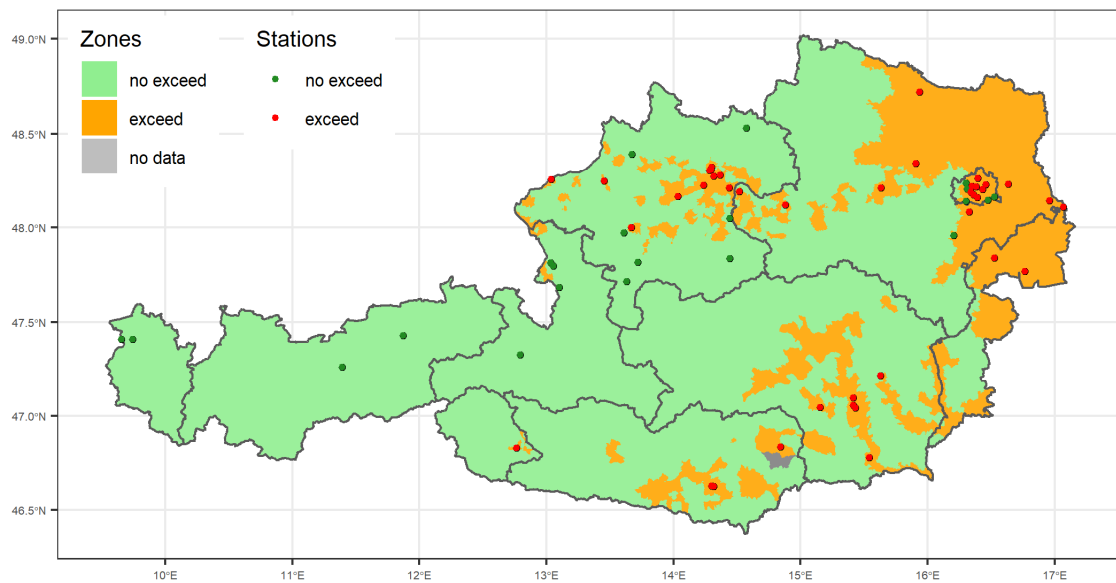 Zones
no exceed
exceed
no data
Stations
no exceed
exceed
49.0°N
48.5°N
48.0°N
47.5°N
47.0°N
46.5°N
10°E
11°E
12°E
13°E
14°E
15°E
16°E
17°E